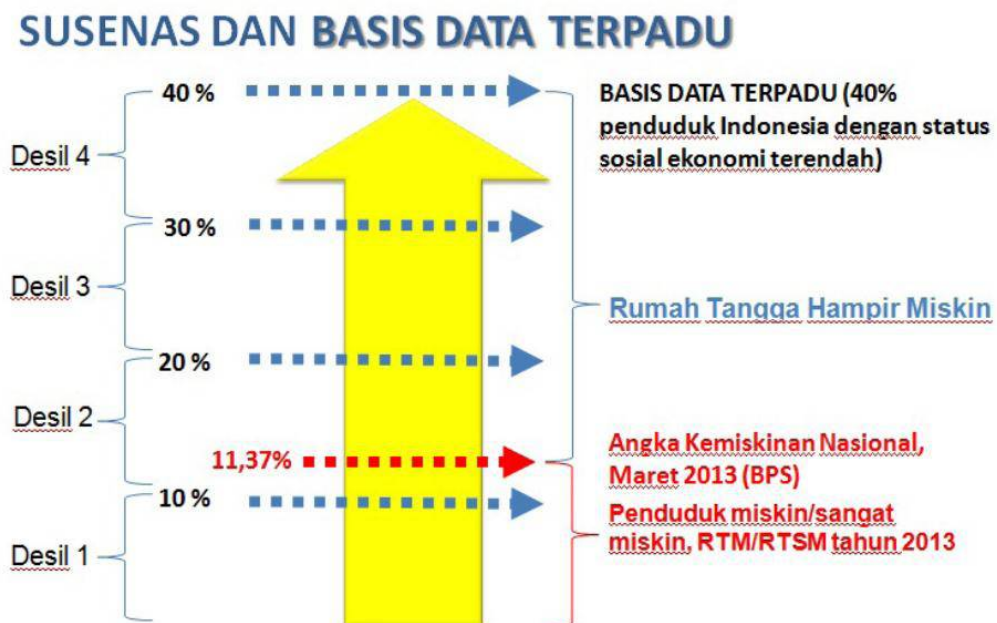 SUSENAS DAN BASIS DATA TERPADU
40 %
BASIS DATA TERPADU (40%
penduduk Indonesia dengan status
sosial ekonomi terendah)
Desil 4
30 %
Desil 3
Rumah Tangga Hampir Miskin
20 %
Desil 2
11,37%
Angka Kemiskinan Nasional,
Maret 2013 (BPS)
10 %
Penduduk miskin/sangat
miskin, RTM/RTSM tahun 2013
Desil 1